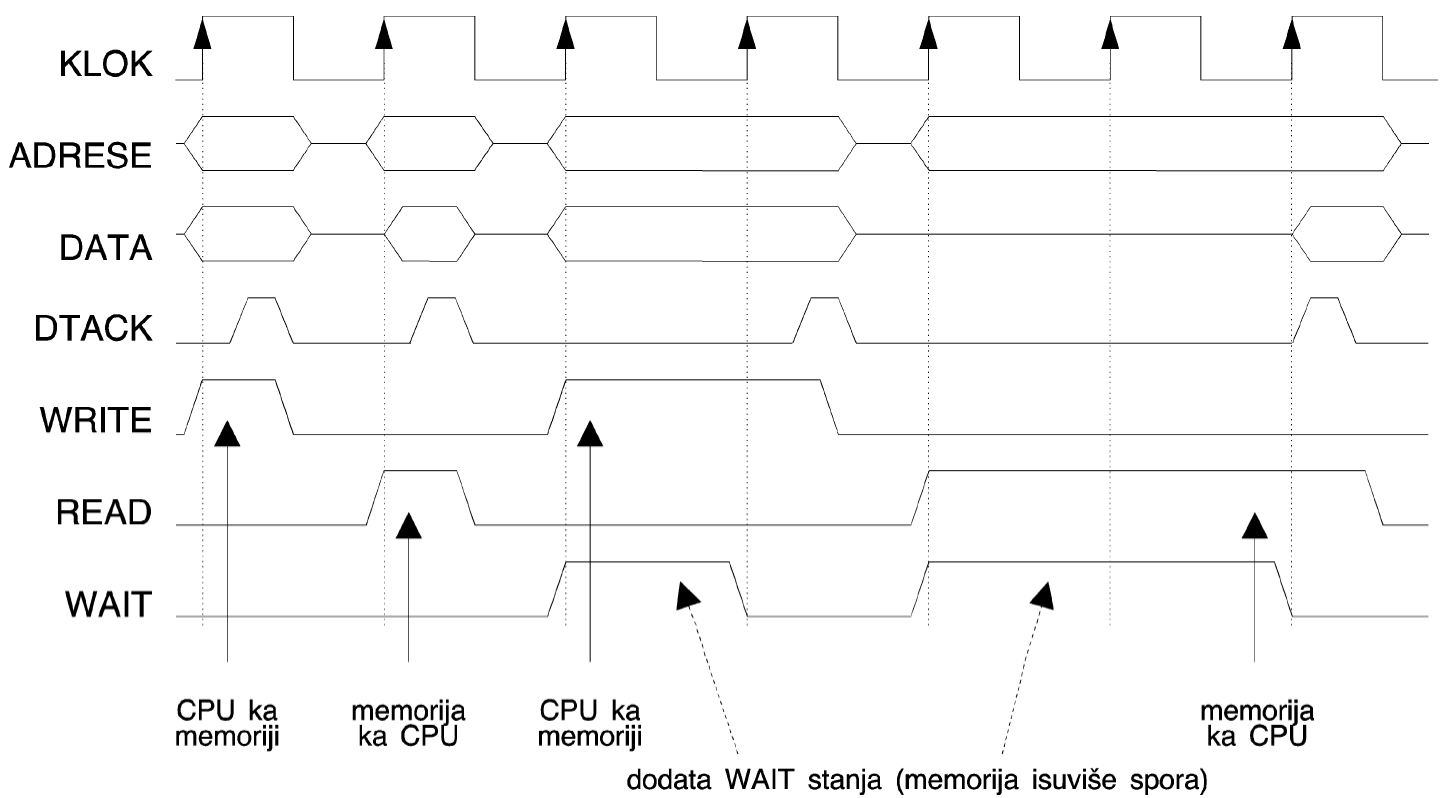 KLOK
ADRESE
DATA
DTACK
WRITE
READ
WAIT
CPU ka
memoriji
memorija
ka CPU
CPU ka
memoriji
memorija
ka CPU
dodata WAIT stanja (memorija isuviše spora)